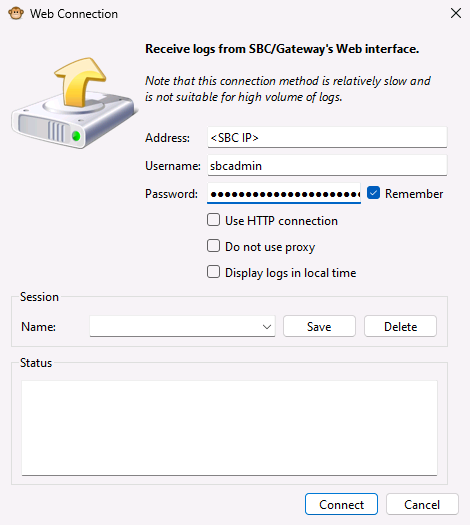 Web Connection
Receive logs from SBC/Gateway's Web interface.
Note that this connection method is relatively slow and
is not suitable for high volume of logs.
Address: <SBC IP>
Username: sbcadmin
Password: ●●●●●●●●●●●●●●●●●●●●●● Remember
Use HTTP connection
Do not use proxy
Display logs in local time
Session
Name: Save Delete
Status
Connect Cancel